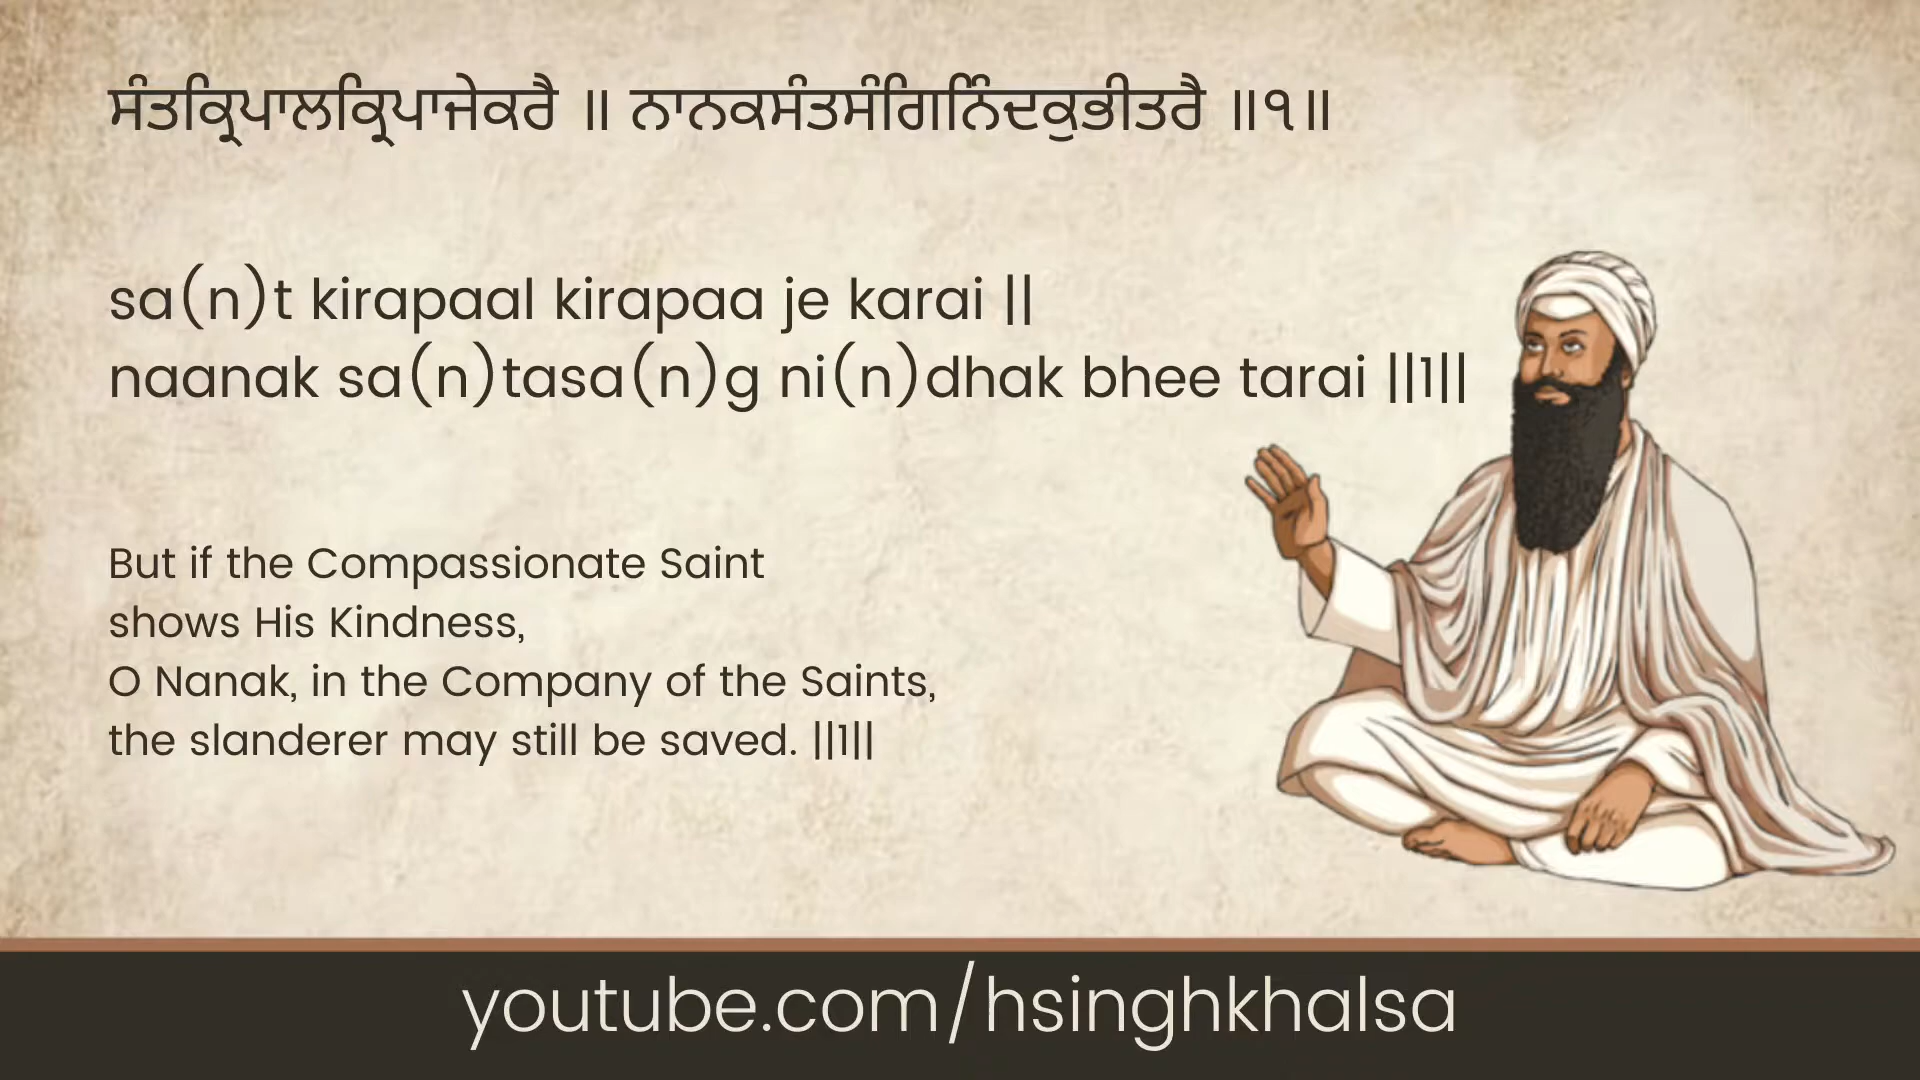 ਸੰਤਕ੍ਰਿਪਾਲਕ੍ਰਿਪਾਜੇਕਰੈ ॥ ਨਾਨਕਸੰਤਸੰਗਿਨਿੰਦਕੁਭੀਤਰੈ ॥੧॥
sa(n)t kirapaal kirapaa je karai ||
naanak sa(n)tasa(n)g ni(n)dhak bhee tarai ||1||
But if the Compassionate Saint
shows His Kindness,
O Nanak, in the Company of the Saints,
the slanderer may still be saved. ||1||
youtube.com/hsinghkhalsa